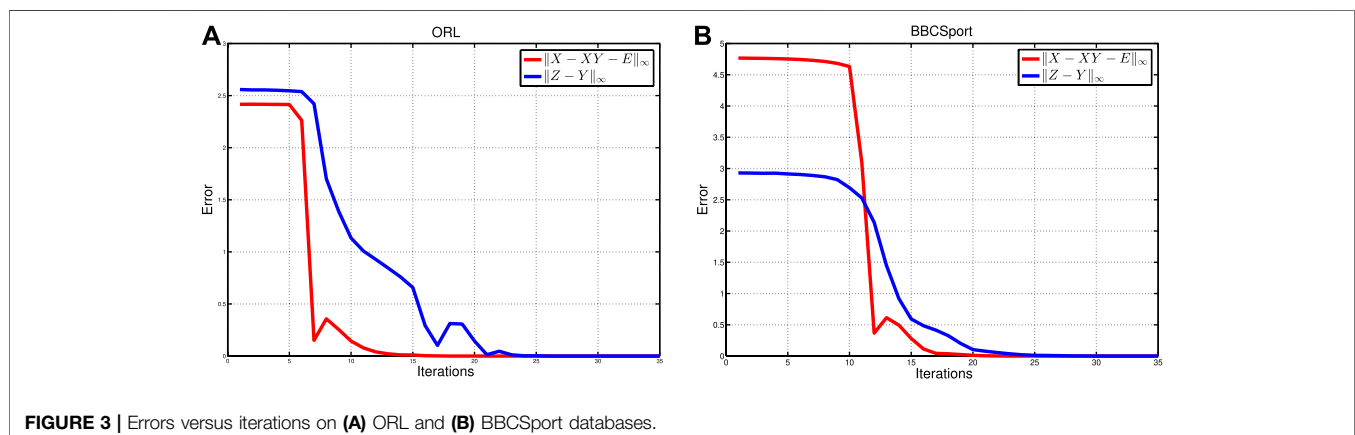 A
ORL
3
2.5
2
1.5
1
0.5
0
0 5 10 15 20 25 30 35
Error
Iterations
‖X − XY − E‖∞
‖Z − Y‖∞
B
BBCSport
5
4.5
4
3.5
3
2.5
2
1.5
1
0.5
0
0 5 10 15 20 25 30 35
Error
Iterations
‖X − XY − E‖∞
‖Z − Y‖∞
FIGURE 3 | Errors versus iterations on (A) ORL and (B) BBCSport databases.